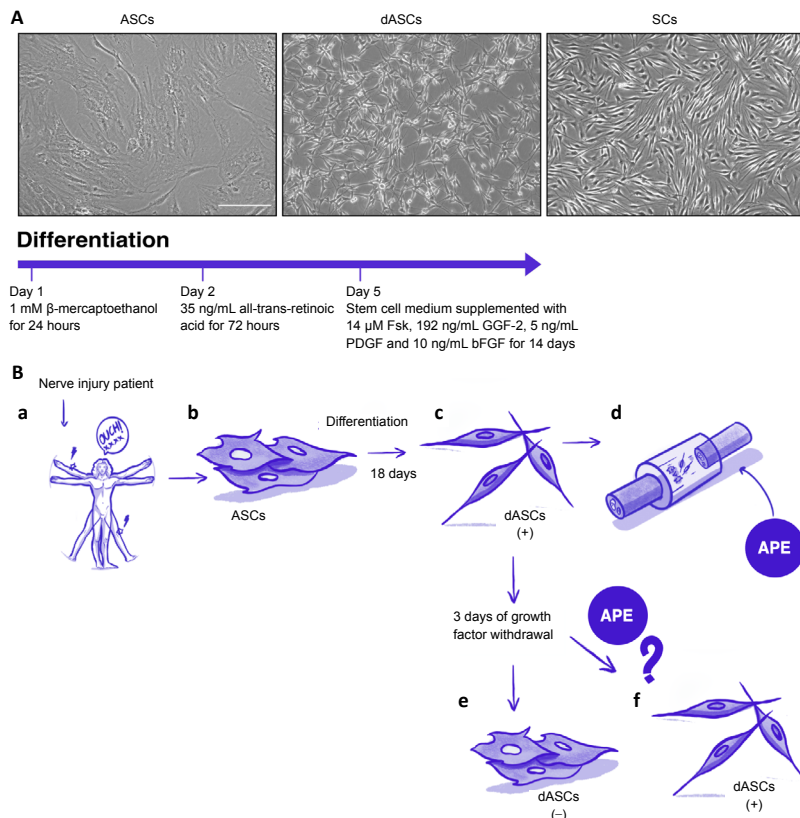 A
ASCs
dASCs
SCs
Differentiation
Day 1
1 mM β-mercaptoethanol
for 24 hours
Day 2
35 ng/mL all-trans-retinoic
acid for 72 hours
Day 5
Stem cell medium supplemented with
14 μM Fsk, 192 ng/mL GGF-2, 5 ng/mL
PDGF and 10 ng/mL bFGF for 14 days
B
Nerve injury patient
a
OUCH!
xxxx
b
ASCs
Differentiation
18 days
c
dASCs
(+)
d
APE
3 days of growth
factor withdrawal
APE
?
e
dASCs
(–)
f
dASCs
(+)